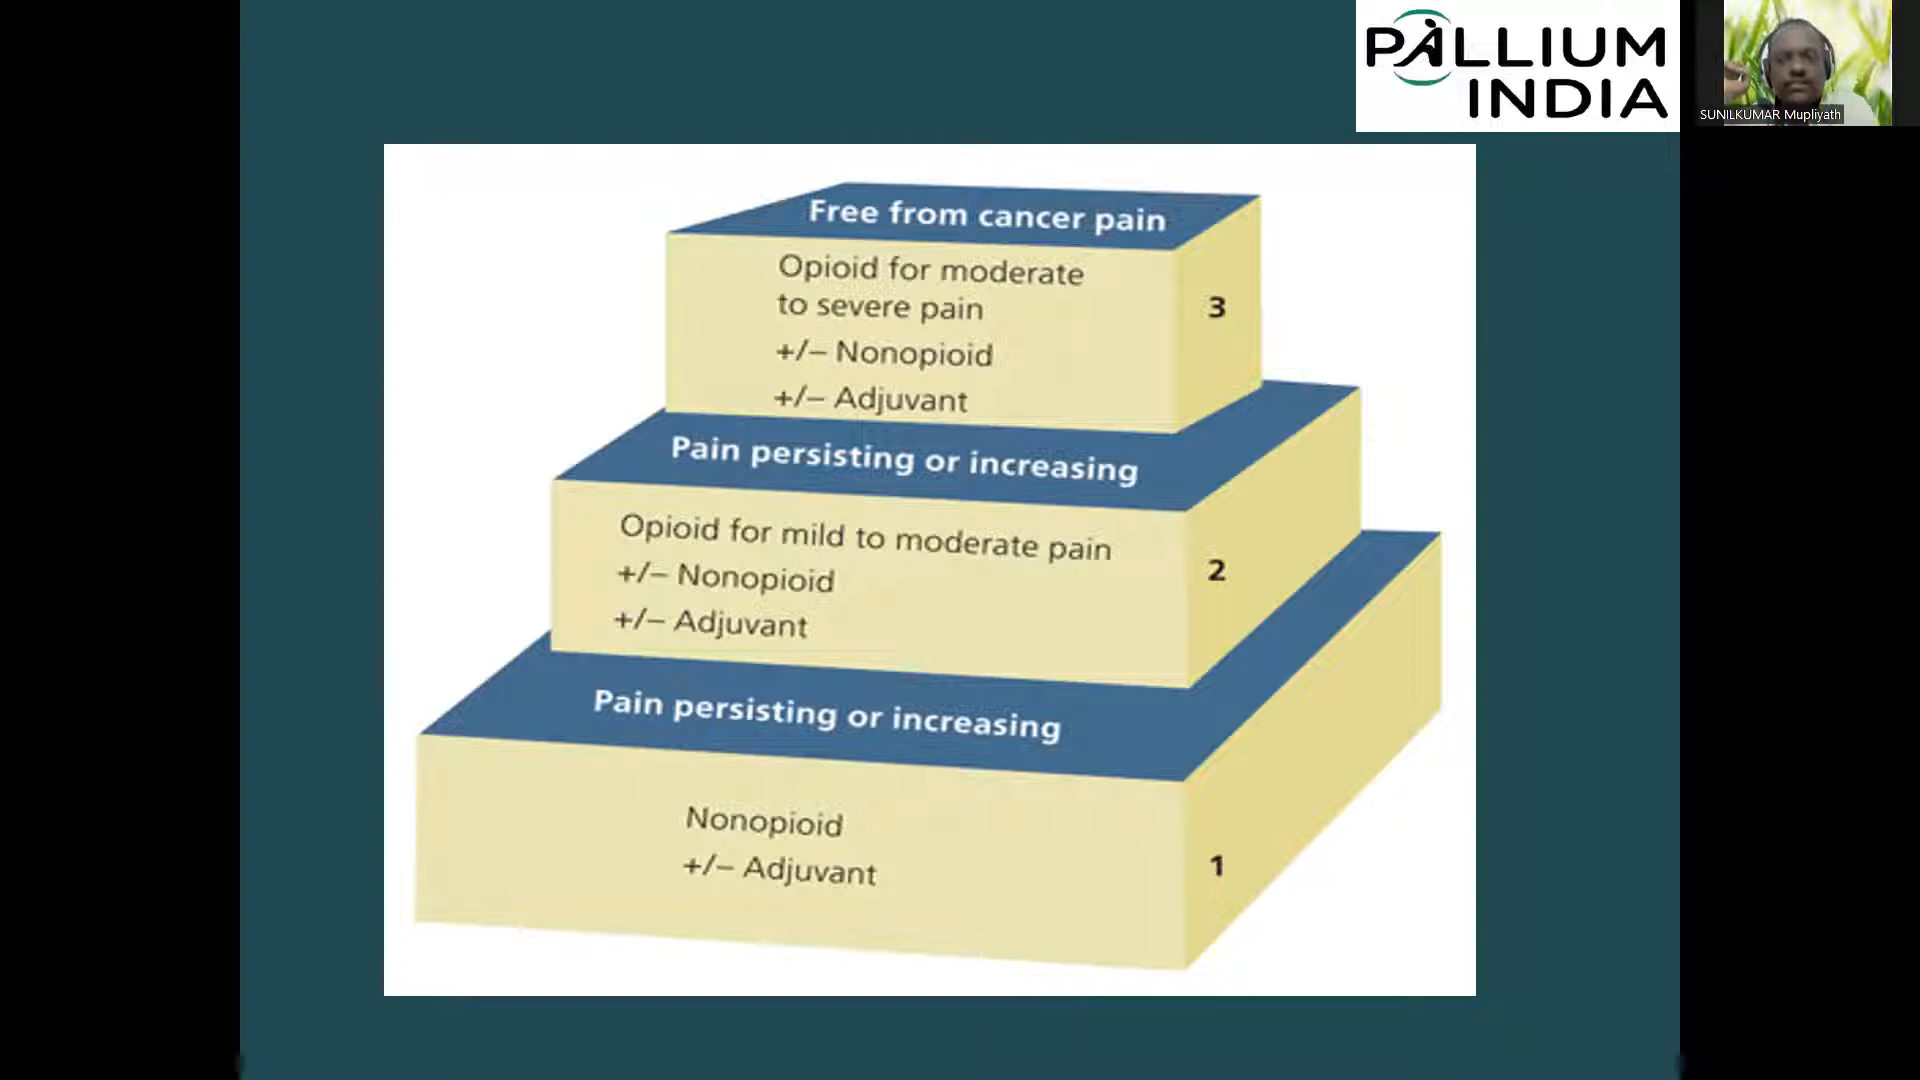 PALLIUM
INDIA
SUNILKUMAR Mupliyath
Free from cancer pain
Opioid for moderate
to severe pain
+/– Nonopioid
+/– Adjuvant
3
Pain persisting or increasing
Opioid for mild to moderate pain
+/– Nonopioid
+/– Adjuvant
2
Pain persisting or increasing
Nonopioid
+/– Adjuvant
1